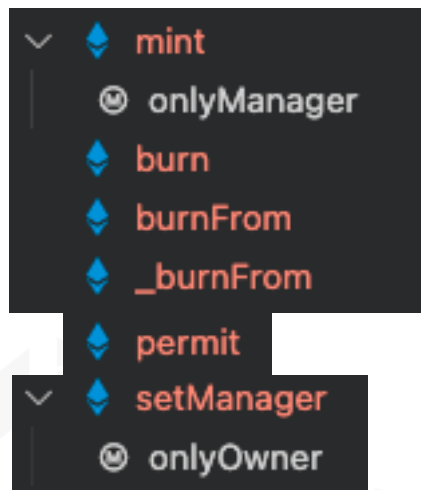 mint
onlyManager
burn
burnFrom
_burnFrom
permit
setManager
onlyOwner